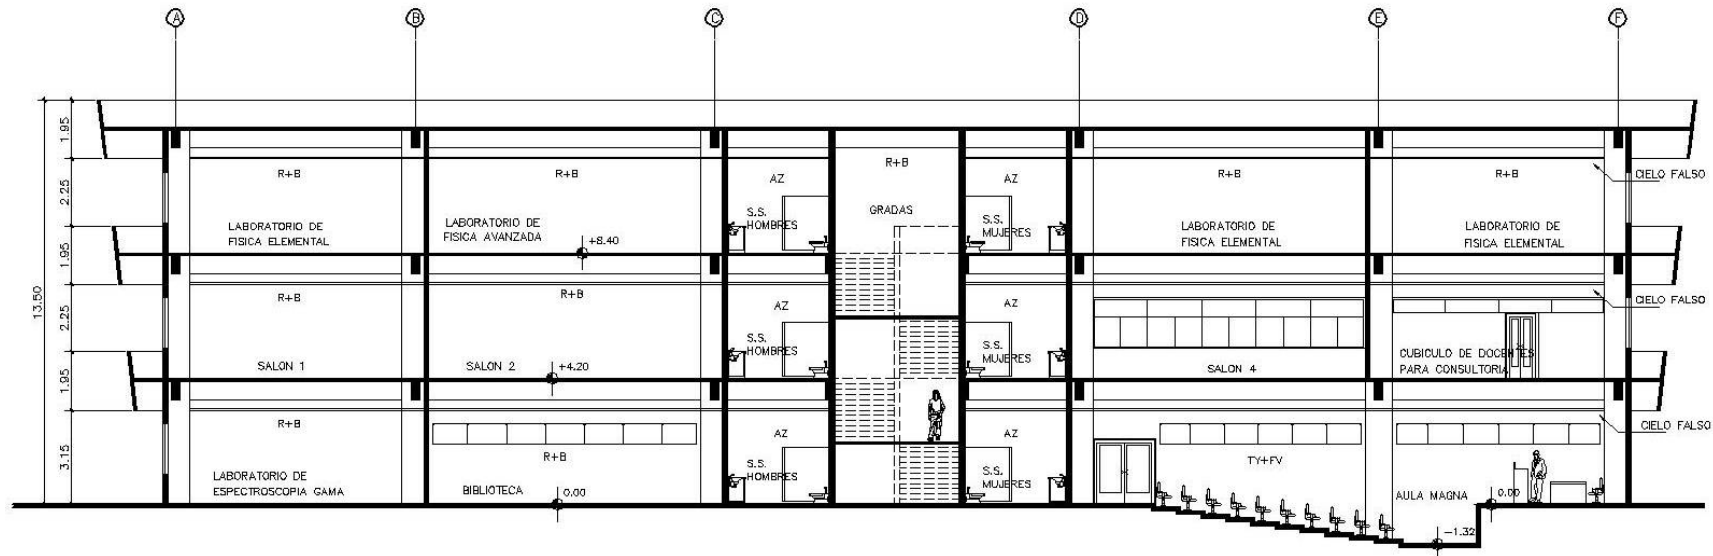 A B C D E F
1.95
2.25
1.95
2.25
1.95
3.15
13.50
R+B
LABORATORIO DE
FISICA ELEMENTAL
R+B
LABORATORIO DE
FISICA AVANZADA
+8.40
AZ
S.S.
HOMBRES
R+B
GRADAS
AZ
S.S.
MUJERES
R+B
LABORATORIO DE
FISICA ELEMENTAL
R+B
LABORATORIO DE
FISICA ELEMENTAL
CIELO FALSO
R+B
SALON 1
R+B
SALON 2
+4.20
AZ
S.S.
HOMBRES
AZ
S.S.
MUJERES
SALON 4
CUBICULO DE DOCENTES
PARA CONSULTORIA
CIELO FALSO
R+B
LABORATORIO DE
ESPECTROSCOPIA GAMA
R+B
BIBLIOTECA
0.00
AZ
S.S.
HOMBRES
AZ
S.S.
MUJERES
TY+FV
AULA MAGNA
0.00
-1.32
CIELO FALSO